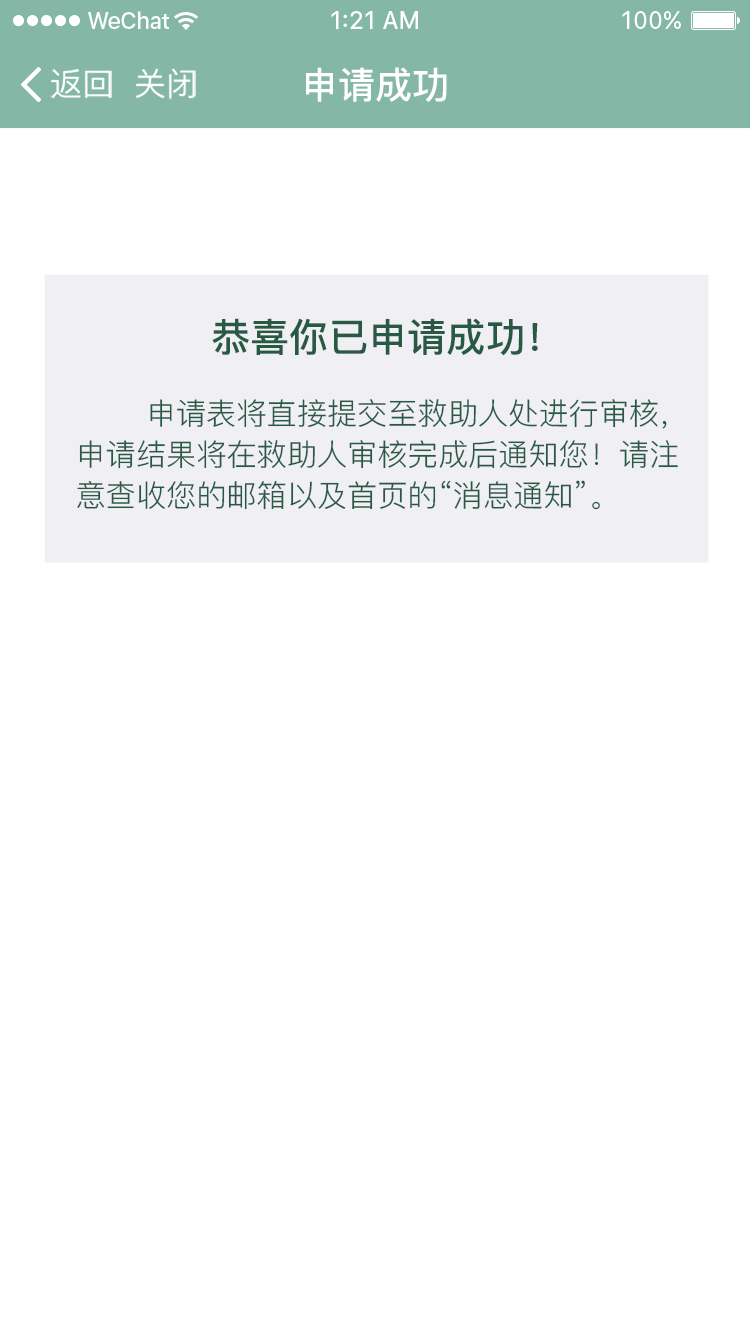 WeChat 1:21 AM 100%
返回 关闭 申请成功
恭喜你已申请成功！
申请表将直接提交至救助人处进行审核，
申请结果将在救助人审核完成后通知您！请注
意查收您的邮箱以及首页的“消息通知”。